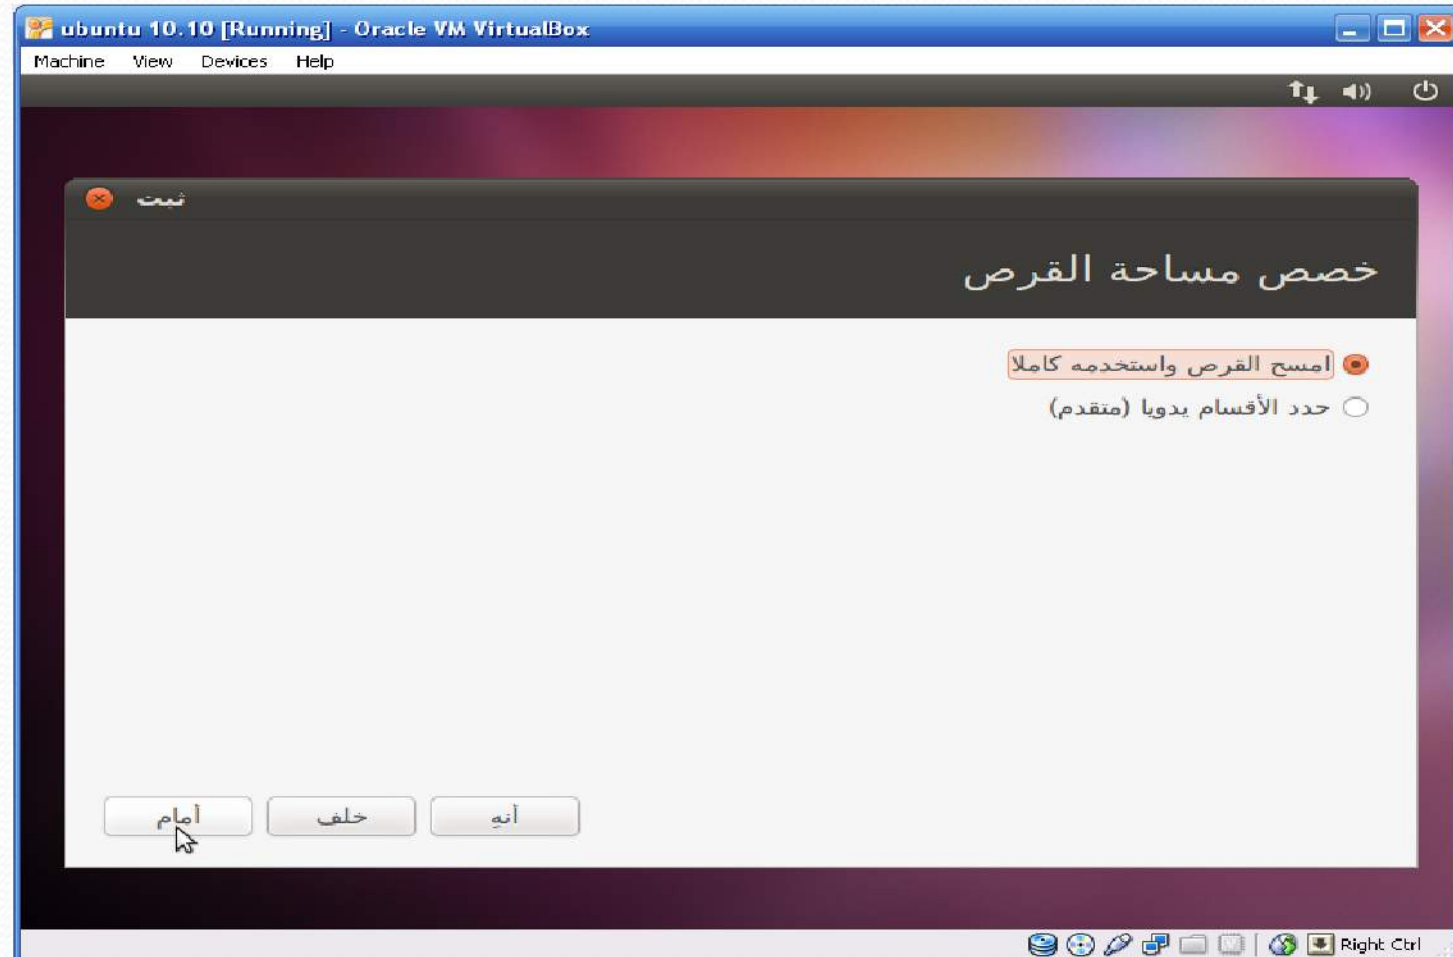 ubuntu 10.10 [Running] - Oracle VM VirtualBox
Machine View Devices Help
ثبت
خصص مساحة القرص
امسح القرص واستخدمه كاملا
حدد الأقسام يدويا (متقدم)
أنهِ خلف أمام
Right Ctrl